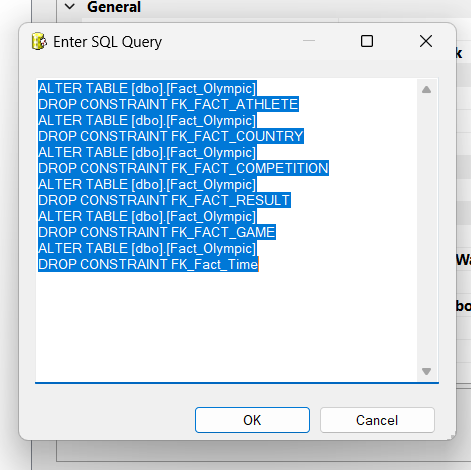 General
Enter SQL Query
k
ALTER TABLE [dbo].[Fact_Olympic]
DROP CONSTRAINT FK_FACT_ATHLETE
ALTER TABLE [dbo].[Fact_Olympic]
DROP CONSTRAINT FK_FACT_COUNTRY
ALTER TABLE [dbo].[Fact_Olympic]
DROP CONSTRAINT FK_FACT_COMPETITION
ALTER TABLE [dbo].[Fact_Olympic]
DROP CONSTRAINT FK_FACT_RESULT
ALTER TABLE [dbo].[Fact_Olympic]
DROP CONSTRAINT FK_FACT_GAME
ALTER TABLE [dbo].[Fact_Olympic]
DROP CONSTRAINT FK_Fact_Time
Wa
bo
OK
Cancel